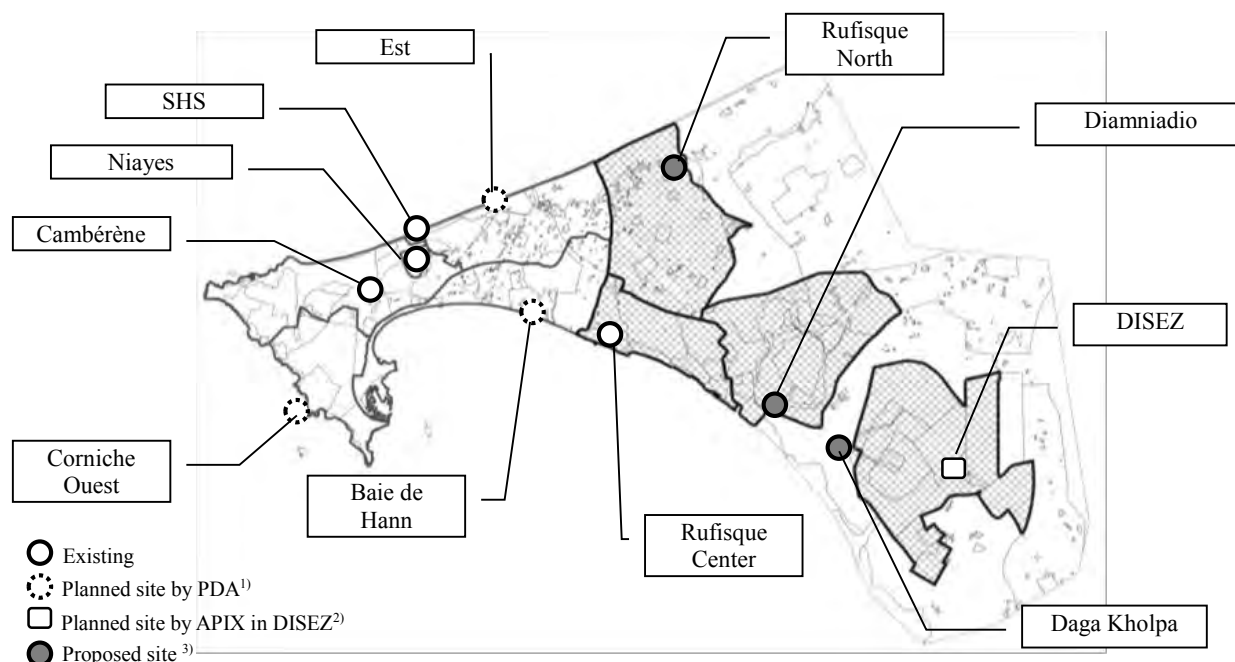 Est
Rufisque
North
SHS
Diamniadio
Niayes
Cambérène
DISEZ
Corniche
Ouest
Baie de
Hann
Rufisque
Center
Daga Kholpa
Existing
Planned site by PDA¹⁾
Planned site by APIX in DISEZ²⁾
Proposed site ³⁾